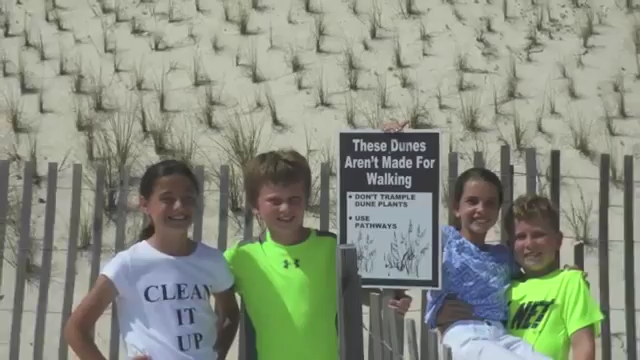 These Dunes
Aren't Made For
Walking
• DON'T TRAMPLE
DUNE PLANTS
• USE
PATHWAYS
CLEAN
IT
UP